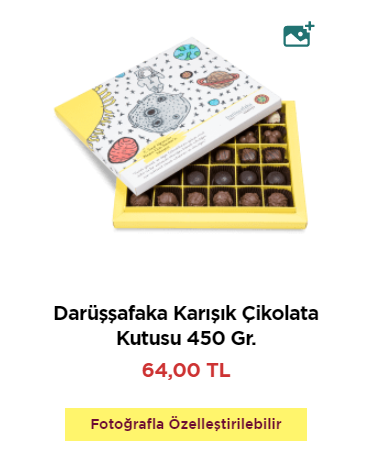 Darüşşafaka Karışık Çikolata
Kutusu 450 Gr.
64,00 TL
Fotoğrafla Özelleştirilebilir